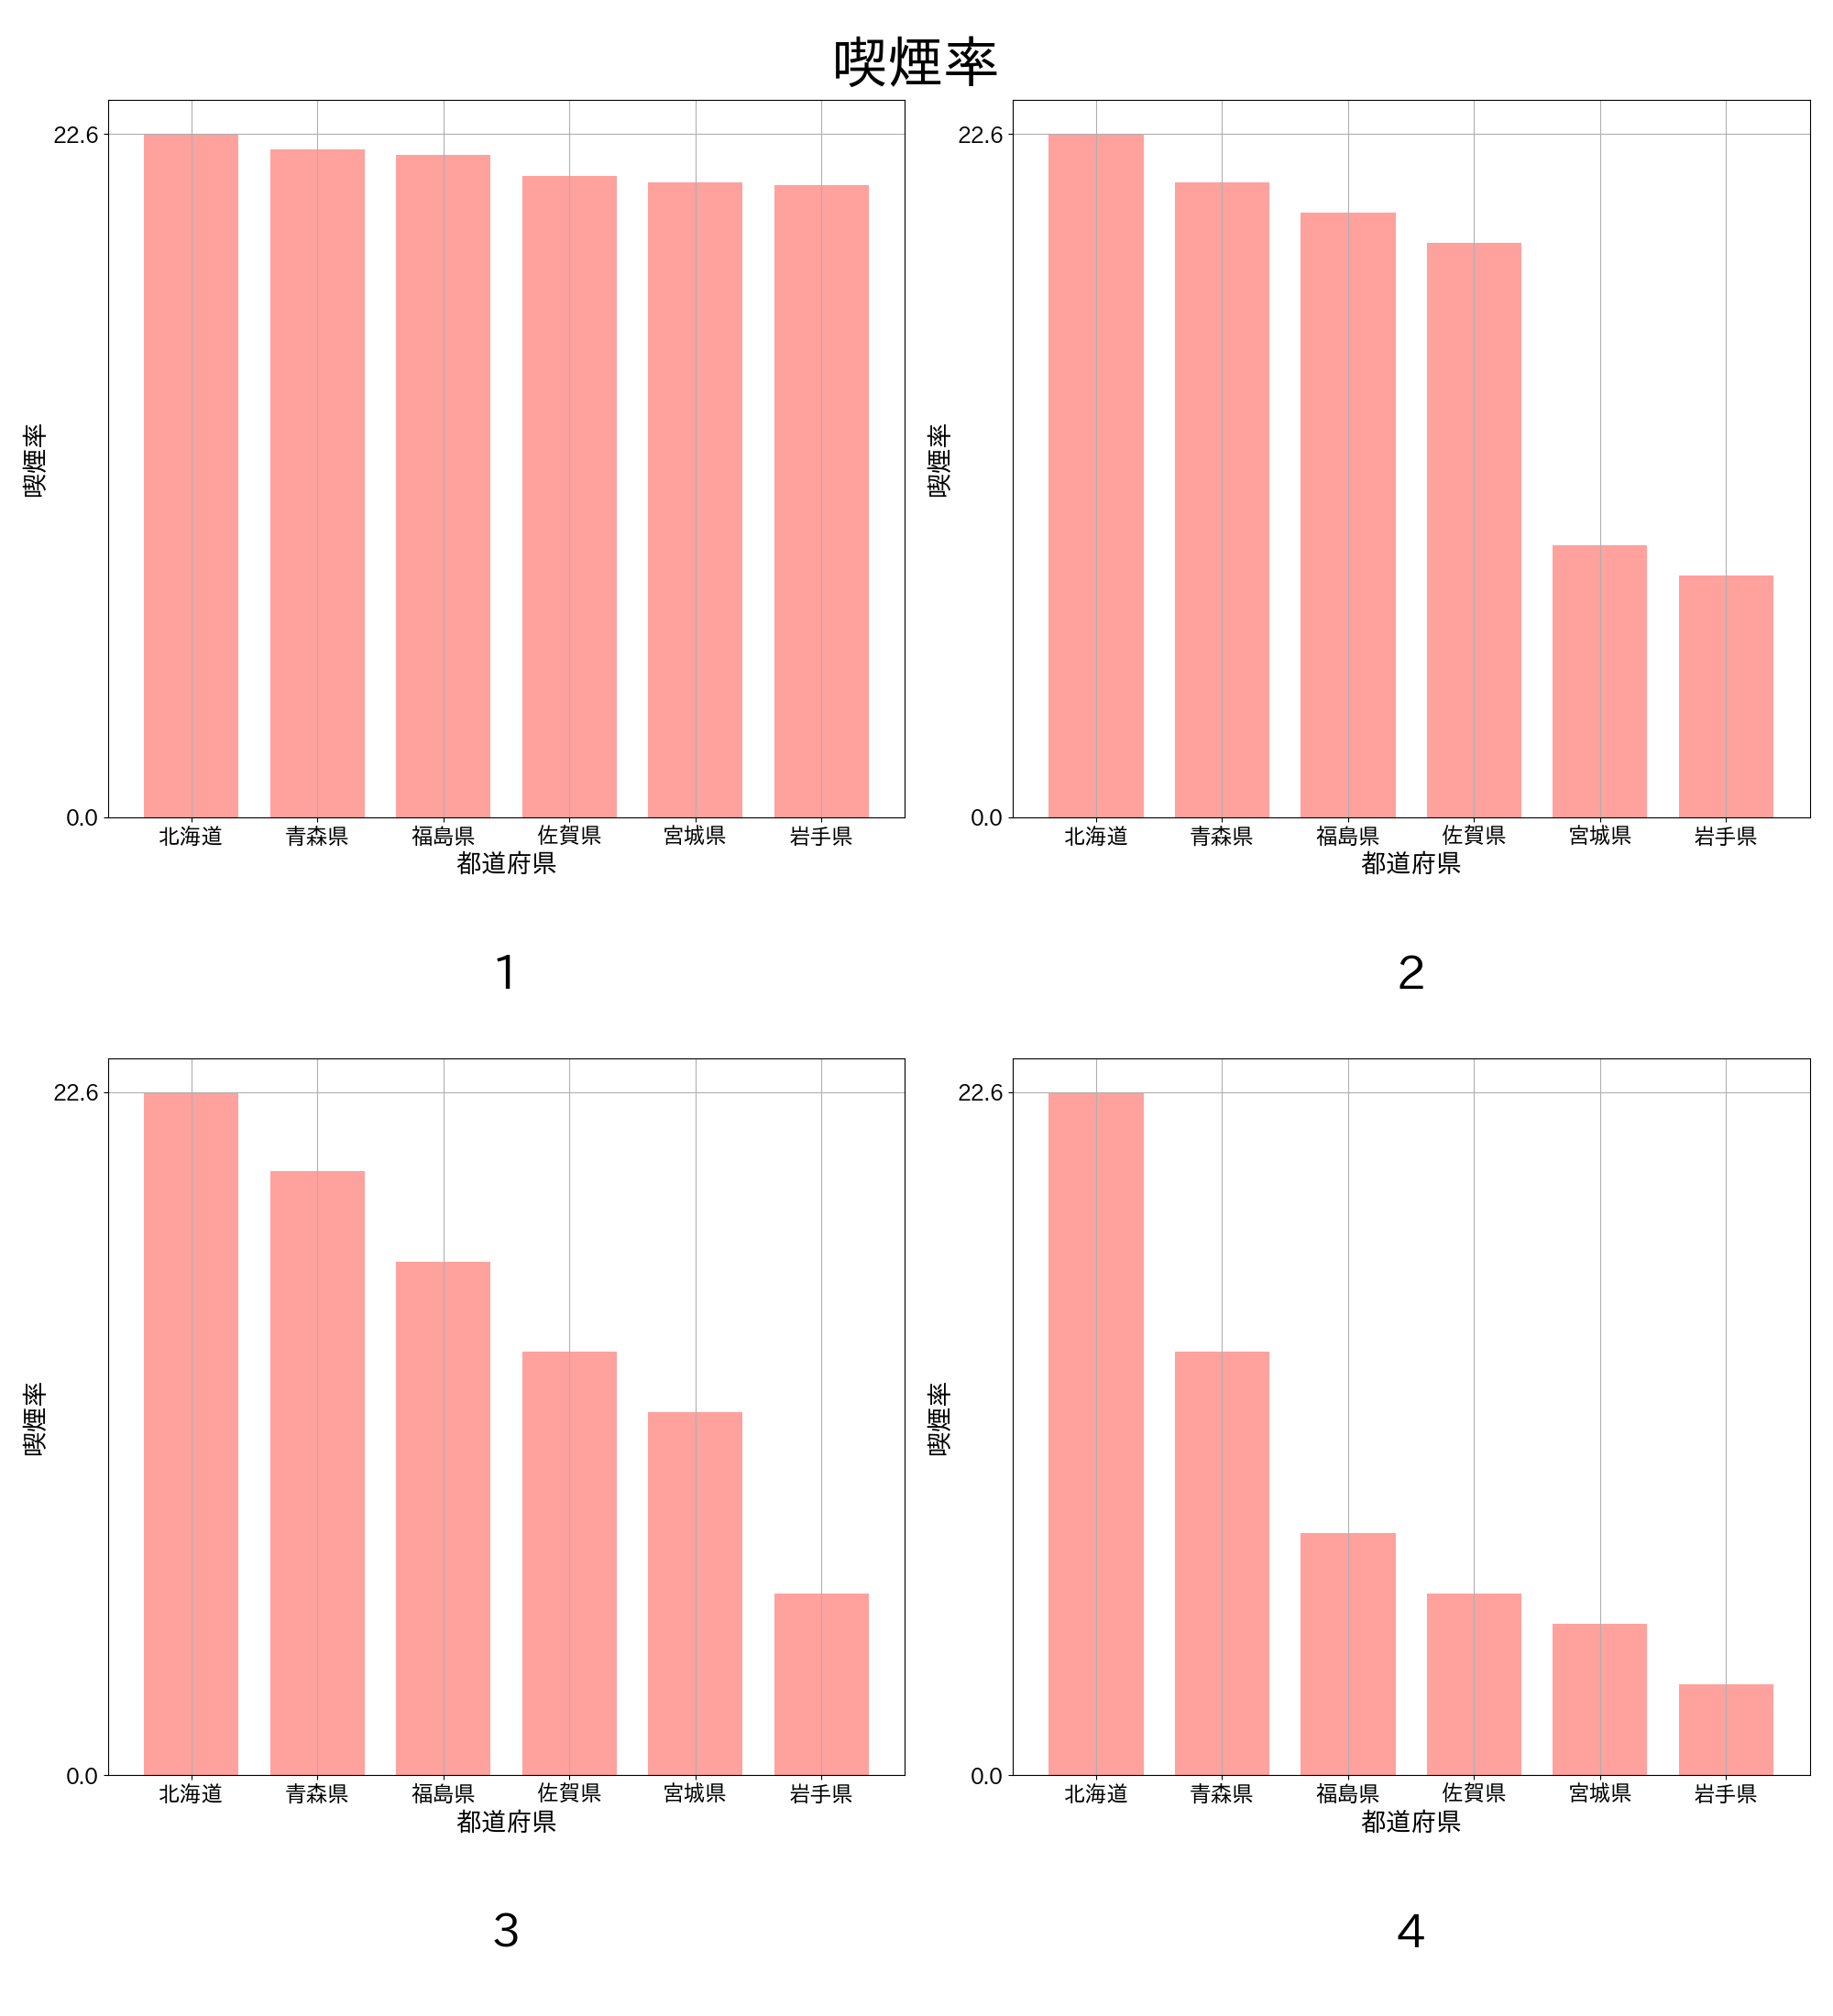 喫煙率
22.6
喫煙率
0.0
北海道 青森県 福島県 佐賀県 宮城県 岩手県
都道府県
1
22.6
喫煙率
0.0
北海道 青森県 福島県 佐賀県 宮城県 岩手県
都道府県
2
22.6
喫煙率
0.0
北海道 青森県 福島県 佐賀県 宮城県 岩手県
都道府県
3
22.6
喫煙率
0.0
北海道 青森県 福島県 佐賀県 宮城県 岩手県
都道府県
4